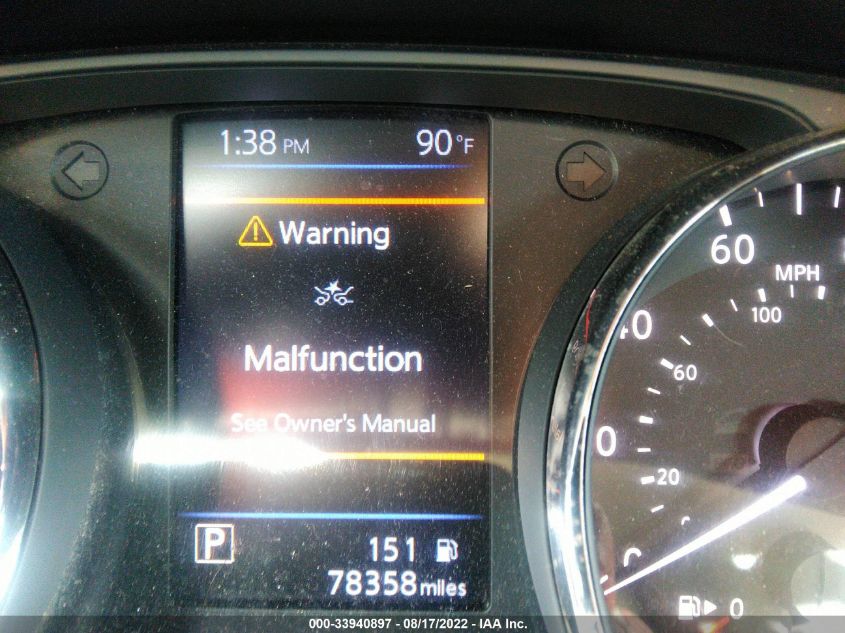 1:38 PM 90°F
Warning
Malfunction
See Owner's Manual
P 151
78358 miles
60
MPH
100
60
20
0
0
000-33940897 - 08/17/2022 - IAA Inc.